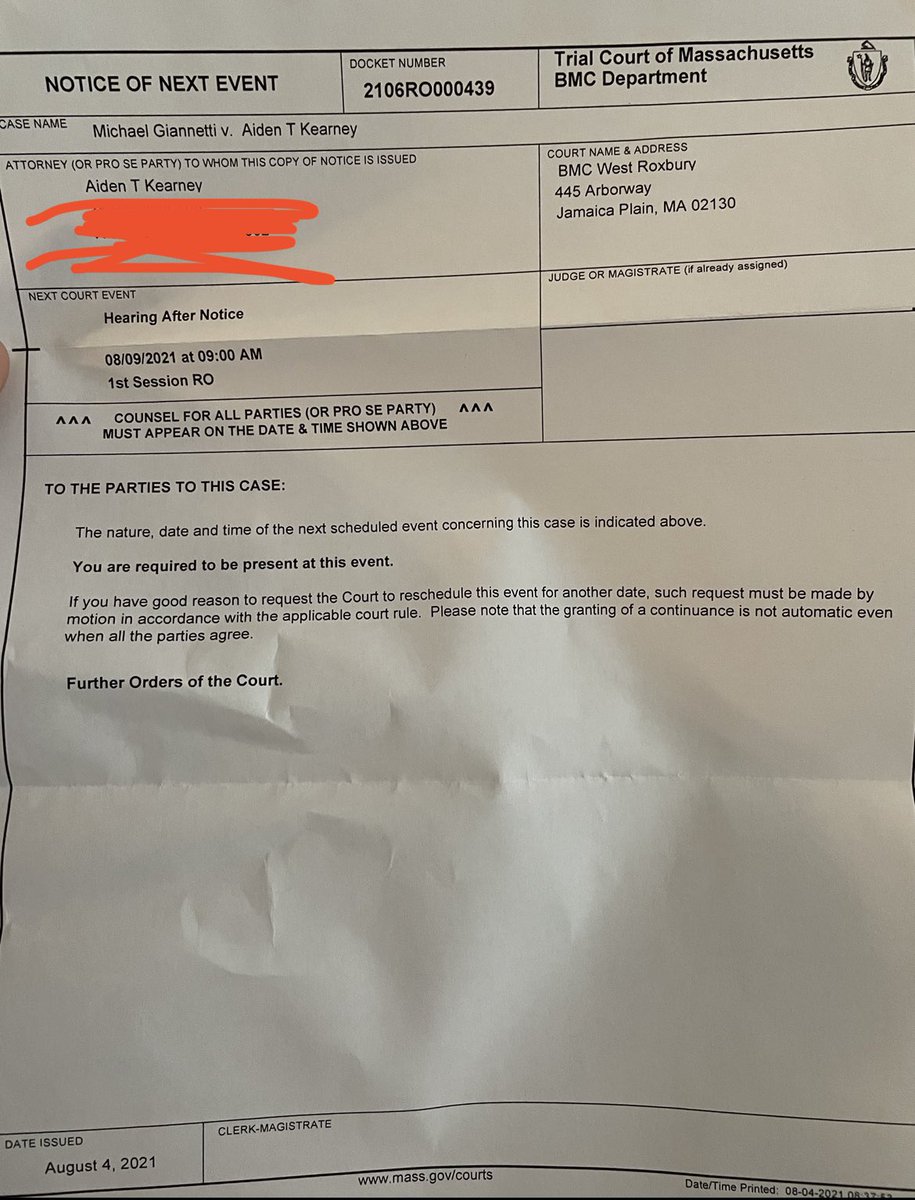 NOTICE OF NEXT EVENT
DOCKET NUMBER
2106RO000439
Trial Court of Massachusetts
BMC Department
CASE NAME
Michael Giannetti v. Aiden T Kearney
ATTORNEY (OR PRO SE PARTY) TO WHOM THIS COPY OF NOTICE IS ISSUED
Aiden T Kearney
COURT NAME & ADDRESS
BMC West Roxbury
445 Arborway
Jamaica Plain, MA 02130
JUDGE OR MAGISTRATE (if already assigned)
NEXT COURT EVENT
Hearing After Notice
08/09/2021 at 09:00 AM
1st Session RO
^^^ COUNSEL FOR ALL PARTIES (OR PRO SE PARTY) ^^^
MUST APPEAR ON THE DATE & TIME SHOWN ABOVE
TO THE PARTIES TO THIS CASE:
The nature, date and time of the next scheduled event concerning this case is indicated above.
You are required to be present at this event.
If you have good reason to request the Court to reschedule this event for another date, such request must be made by
motion in accordance with the applicable court rule. Please note that the granting of a continuance is not automatic even
when all the parties agree.
Further Orders of the Court.
DATE ISSUED
August 4, 2021
CLERK-MAGISTRATE
www.mass.gov/courts
Date/Time Printed: 08-04-2021 08:37:52